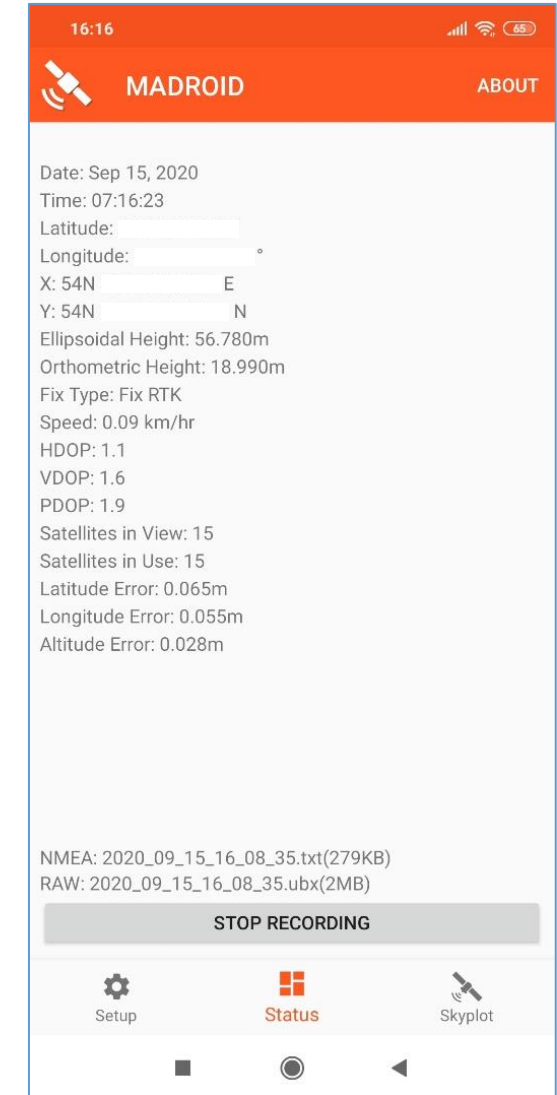 16:16 65
MADROID ABOUT
Date: Sep 15, 2020
Time: 07:16:23
Latitude:
Longitude: °
X: 54N E
Y: 54N N
Ellipsoidal Height: 56.780m
Orthometric Height: 18.990m
Fix Type: Fix RTK
Speed: 0.09 km/hr
HDOP: 1.1
VDOP: 1.6
PDOP: 1.9
Satellites in View: 15
Satellites in Use: 15
Latitude Error: 0.065m
Longitude Error: 0.055m
Altitude Error: 0.028m
NMEA: 2020_09_15_16_08_35.txt(279KB)
RAW: 2020_09_15_16_08_35.ubx(2MB)
STOP RECORDING
Setup Status Skyplot